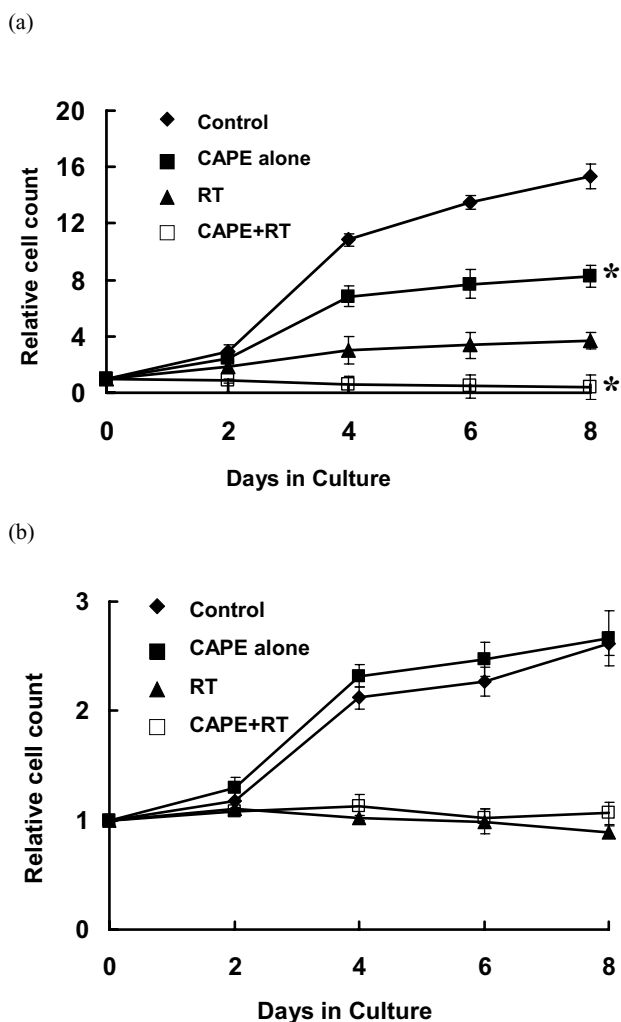 (a)
Relative cell count
20
16
12
8
4
0
Control
CAPE alone
RT
CAPE+RT
*
*
0 2 4 6 8
Days in Culture
(b)
Relative cell count
3
2
1
0
Control
CAPE alone
RT
CAPE+RT
0 2 4 6 8
Days in Culture